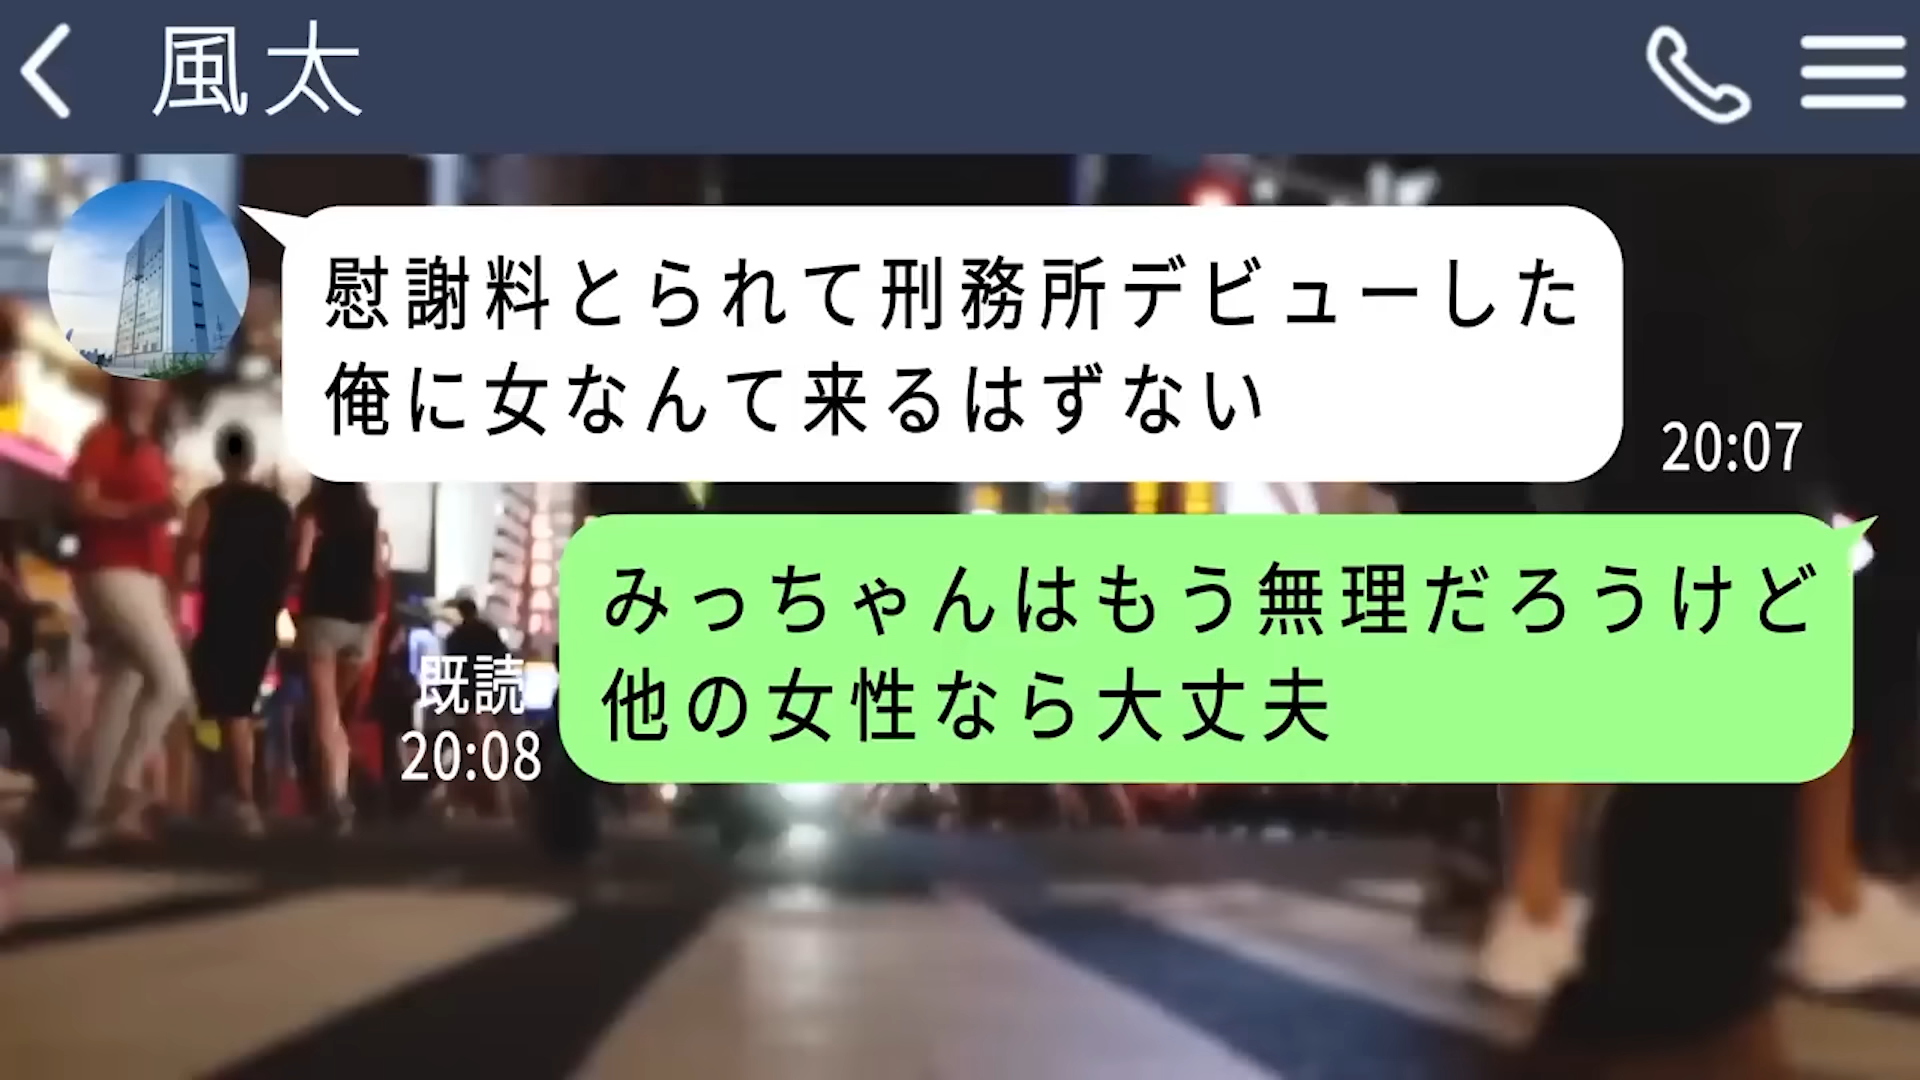 風太
慰謝料とられて刑務所デビューした
俺に女なんて来るはずない
20:07
みっちゃんはもう無理だろうけど
他の女性なら大丈夫
既読
20:08